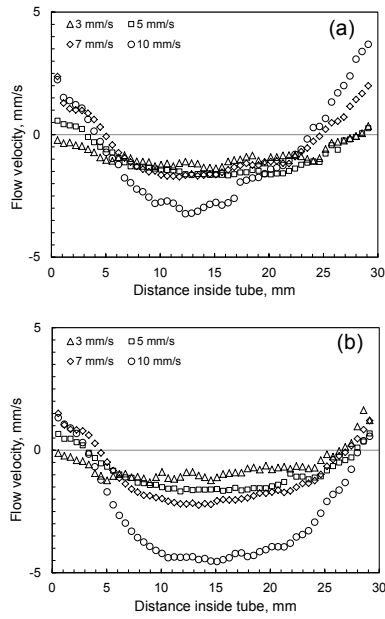 (a)
3 mm/s 5 mm/s
7 mm/s 10 mm/s
5
0
-5
Flow velocity, mm/s
0 5 10 15 20 25 30
Distance inside tube, mm
(b)
3 mm/s 5 mm/s
7 mm/s 10 mm/s
5
0
-5
Flow velocity, mm/s
0 5 10 15 20 25 30
Distance inside tube, mm